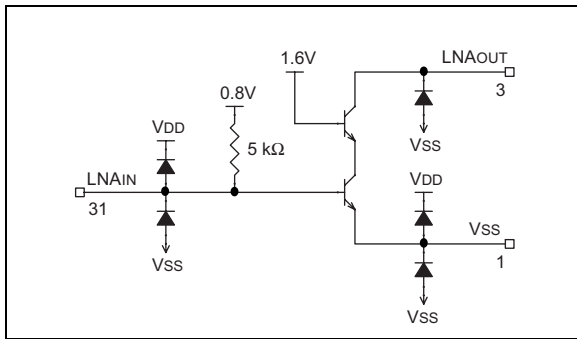 1.6V
LNAOUT
3
0.8V
VSS
VDD
5 kΩ
LNAIN
31
VDD
VSS
VSS
1
VSS